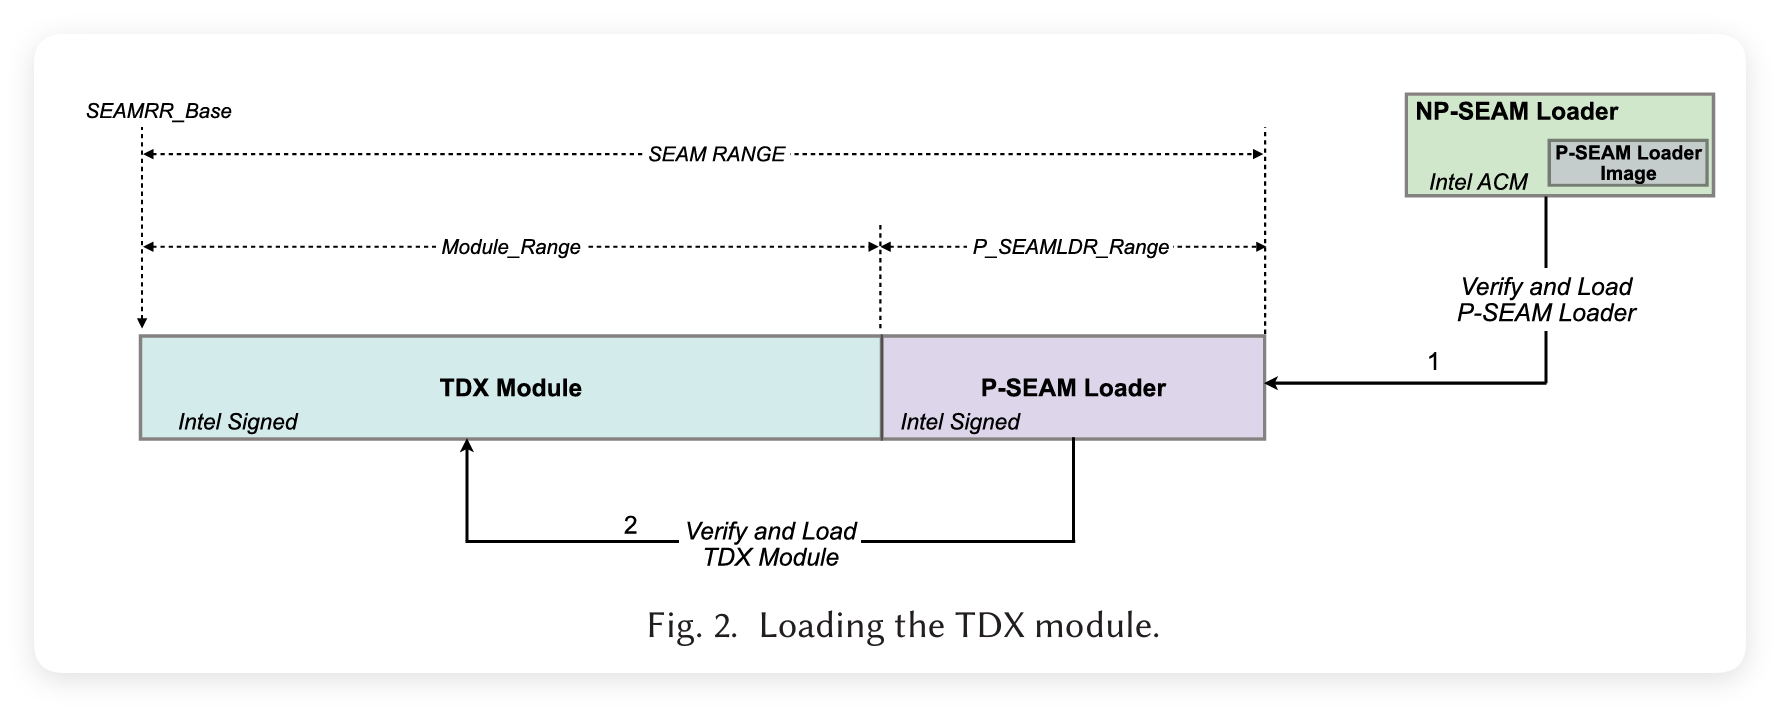 SEAMRR_Base
SEAM RANGE
NP-SEAM Loader
P-SEAM Loader
Image
Intel ACM
Module_Range
P_SEAMLDR_Range
Verify and Load
P-SEAM Loader
1
TDX Module
Intel Signed
P-SEAM Loader
Intel Signed
2
Verify and Load
TDX Module
Fig. 2. Loading the TDX module.